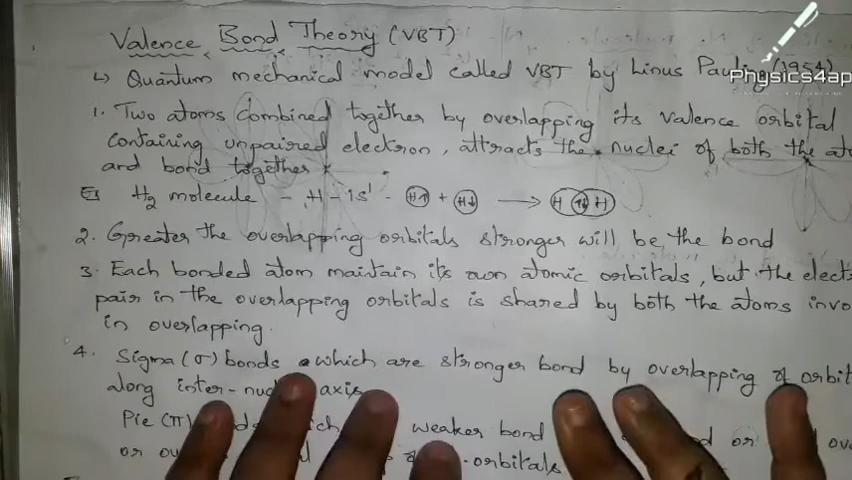 Valence Bond Theory (VBT)
↳ Quantum mechanical model called VBT by Linus Pauling (1954)
Physics4ap
1. Two atoms combined together by overlapping its valence orbital
containing unpaired electron, attracts the nuclei of both the
and bond together
Eg H2 molecule - H - 1s¹ - H↑ + H↓ → H ↑↓ H
2. Greater the overlapping orbitals stronger will be the bond
3. Each bonded atom maintain its own atomic orbitals, but the
pair in the overlapping orbitals is shared by both the atoms
in overlapping.
4. Sigma (σ) bonds which are stronger bond by overlapping of
along inter- axis
Pie (π) weaker bond or
or -orbitals